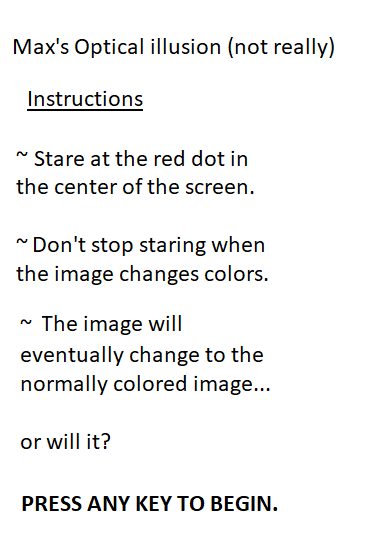 Max's Optical illusion (not really)
Instructions
~ Stare at the red dot in
the center of the screen.
~ Don't stop staring when
the image changes colors.
~ The image will
eventually change to the
normally colored image...
or will it?
PRESS ANY KEY TO BEGIN.